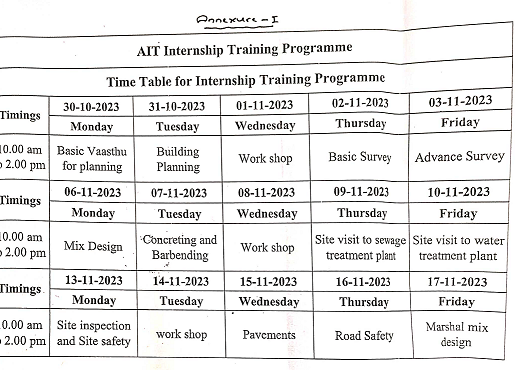 Annexure - I
AIT Internship Training Programme
Time Table for Internship Training Programme
Timings 30-10-2023 31-10-2023 01-11-2023 02-11-2023 03-11-2023
Monday Tuesday Wednesday Thursday Friday
0.00 am Basic Vaasthu Building Work shop Basic Survey Advance Survey
2.00 pm for planning Planning
Timings 06-11-2023 07-11-2023 08-11-2023 09-11-2023 10-11-2023
Monday Tuesday Wednesday Thursday Friday
0.00 am Mix Design Concreting and Work shop Site visit to sewage Site visit to water
2.00 pm Barbending treatment plant treatment plant
Timings 13-11-2023 14-11-2023 15-11-2023 16-11-2023 17-11-2023
Monday Tuesday Wednesday Thursday Friday
0.00 am Site inspection work shop Pavements Road Safety Marshal mix
2.00 pm and Site safety design